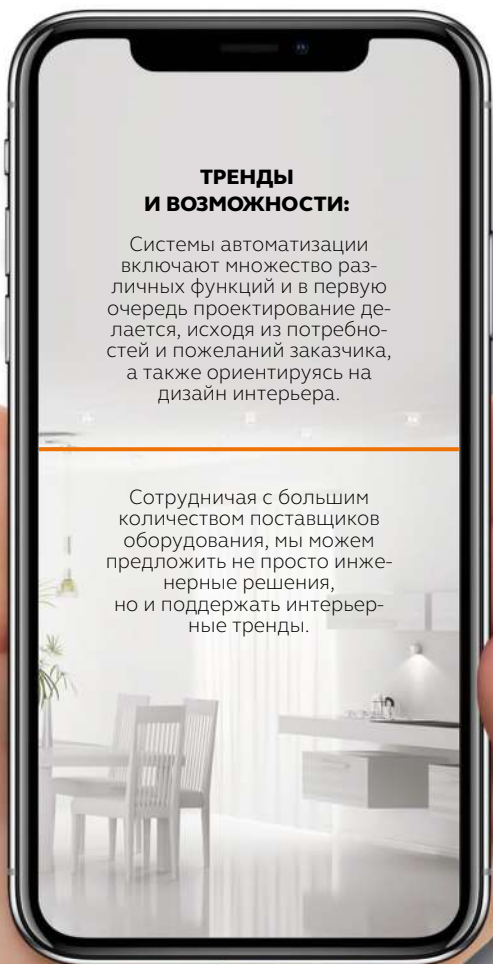 ТРЕНДЫ
И ВОЗМОЖНОСТИ:
Системы автоматизации
включают множество раз-
личных функций и в первую
очередь проектирование де-
лается, исходя из потребно-
стей и пожеланий заказчика,
а также ориентируясь на
дизайн интерьера.
Сотрудничая с большим
количеством поставщиков
оборудования, мы можем
предложить не просто инже-
нерные решения,
но и поддержать интерьер-
ные тренды.